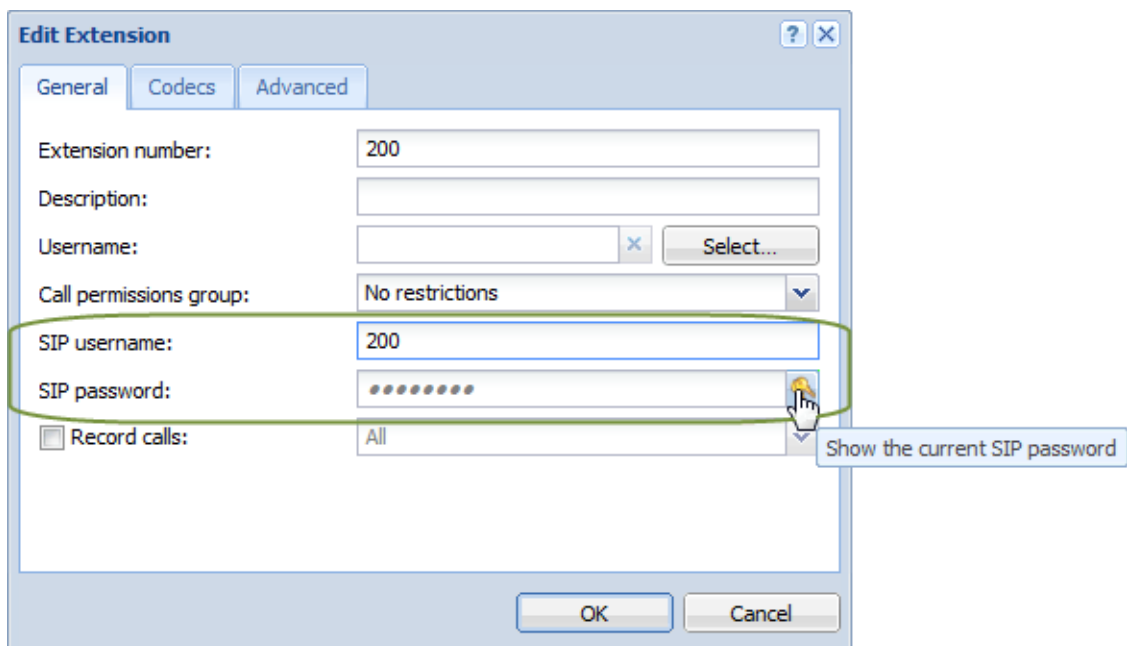 Edit Extension ?
General Codecs Advanced
Extension number: 200
Description:
Username: Select...
Call permissions group: No restrictions
SIP username: 200
SIP password: ••••••••
Record calls: All
Show the current SIP password
OK Cancel